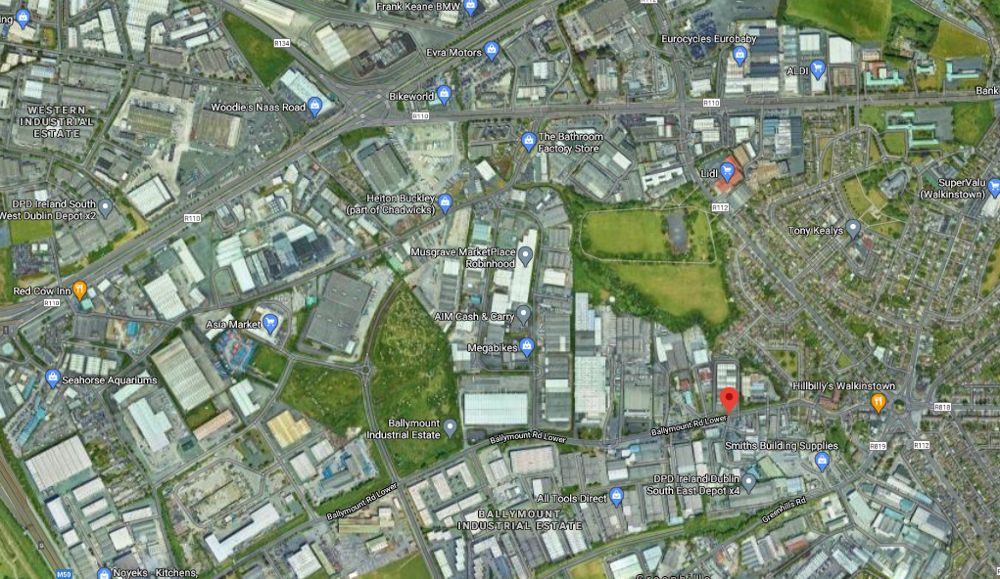 Frank Keane BMW
R134
Evra Motors
Eurocycles Eurobaby
ALDI
Bank
WESTERN
INDUSTRIAL
ESTATE
Woodie's Naas Road
Bikeworld
R110
R110
The Bathroom
Factory Store
Lidl
SuperValu
(Walkinstown)
DPD Ireland South
West Dublin Depot x2
R110
Heiton Buckley
(part of Chadwicks)
R112
Tony Kealys
Musgrave MarketPlace
Robinhood
Red Cow Inn
R110
Asia Market
AIM Cash & Carry
Megabikes
Seahorse Aquariums
Hillbilly's Walkinstown
R818
Ballymount
Industrial Estate
Ballymount Rd Lower
Ballymount Rd Lower
R819
R112
Smiths Building Supplies
DPD Ireland Dublin
South East Depot x4
Ballymount Rd Lower
All Tools Direct
Greenhills Rd
BALLYMOUNT
INDUSTRIAL ESTATE
M50
Noyeks - Kitchens,
Greenhills